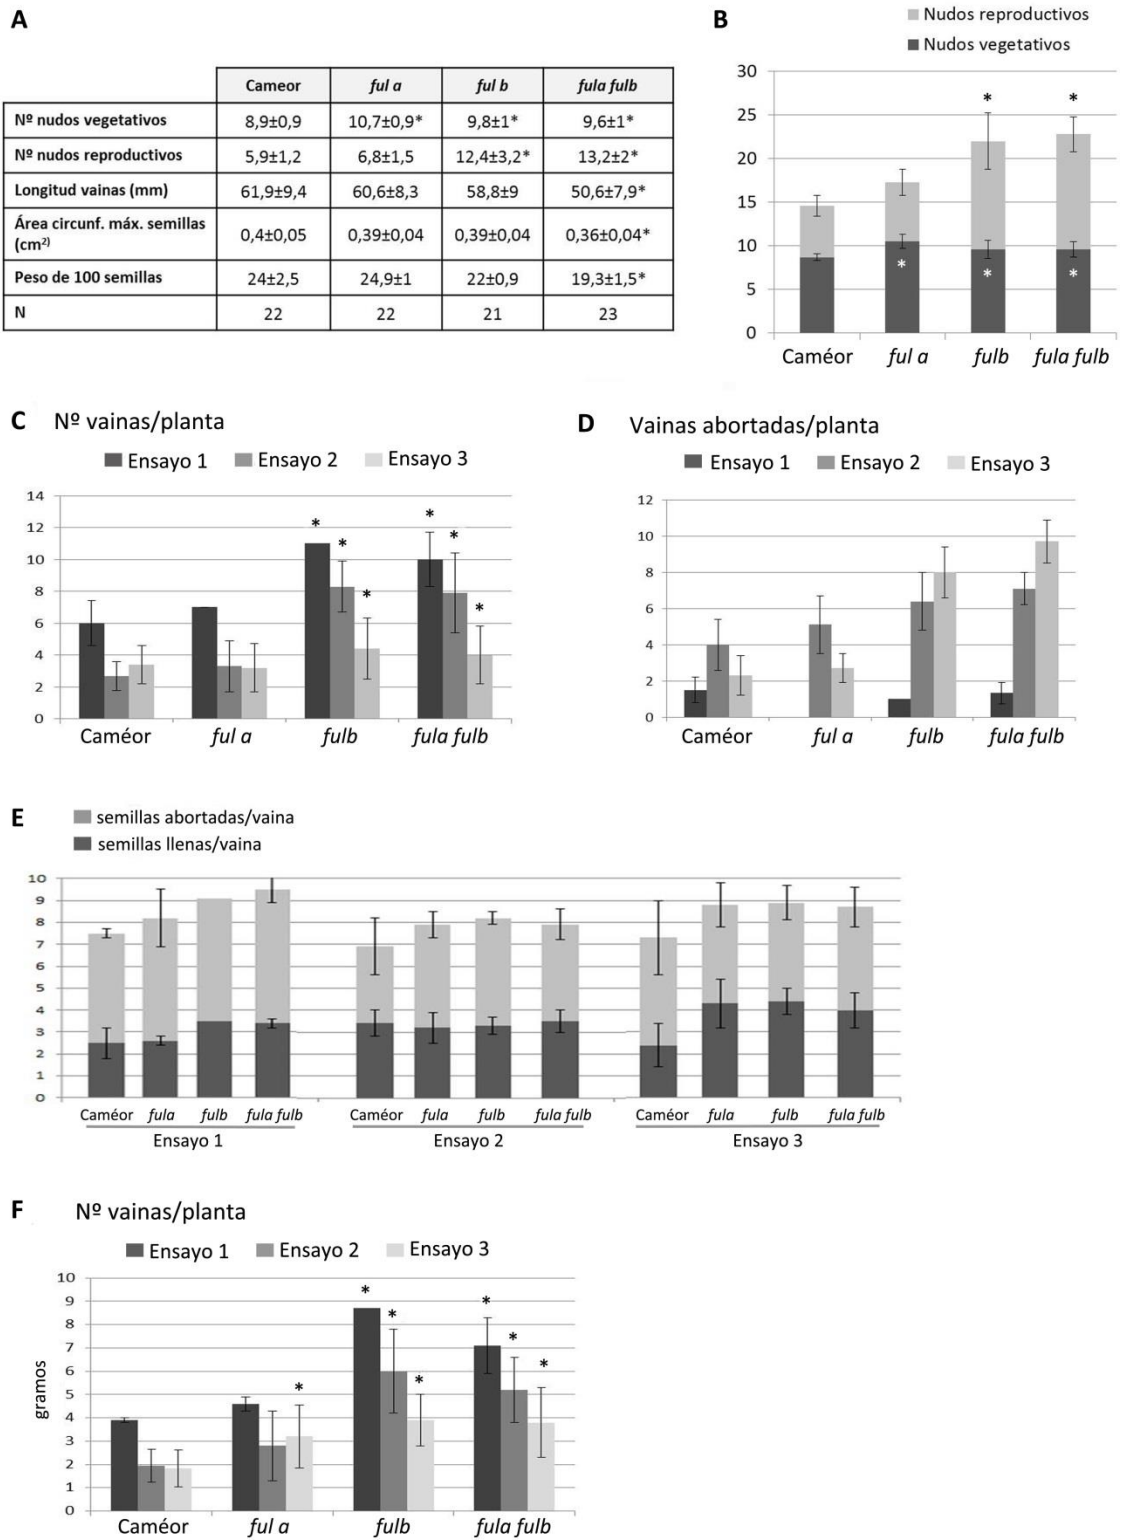 A
Cameor ful a ful b fula fulb
Nº nudos vegetativos 8,9±0,9 10,7±0,9* 9,8±1* 9,6±1*
Nº nudos reproductivos 5,9±1,2 6,8±1,5 12,4±3,2* 13,2±2*
Longitud vainas (mm) 61,9±9,4 60,6±8,3 58,8±9 50,6±7,9*
Área circunf. máx. semillas
(cm²) 0,4±0,05 0,39±0,04 0,39±0,04 0,36±0,04*
Peso de 100 semillas 24±2,5 24,9±1 22±0,9 19,3±1,5*
N 22 22 21 23
B
Nudos reproductivos
Nudos vegetativos
30
25
20
15
10
5
0
* *
* * *
Caméor ful a fulb fula fulb
C Nº vainas/planta
Ensayo 1 Ensayo 2 Ensayo 3
14
12
10
8
6
4
2
0
* * * * * *
Caméor ful a fulb fula fulb
D Vainas abortadas/planta
Ensayo 1 Ensayo 2 Ensayo 3
12
10
8
6
4
2
0
Caméor ful a fulb fula fulb
E
semillas abortadas/vaina
semillas llenas/vaina
10
9
8
7
6
5
4
3
2
1
0
Caméor fula fulb fula fulb Caméor fula fulb fula fulb Caméor fula fulb fula fulb
Ensayo 1 Ensayo 2 Ensayo 3
F Nº vainas/planta
Ensayo 1 Ensayo 2 Ensayo 3
gramos
10
9
8
7
6
5
4
3
2
1
0
* * * * * * *
Caméor ful a fulb fula fulb